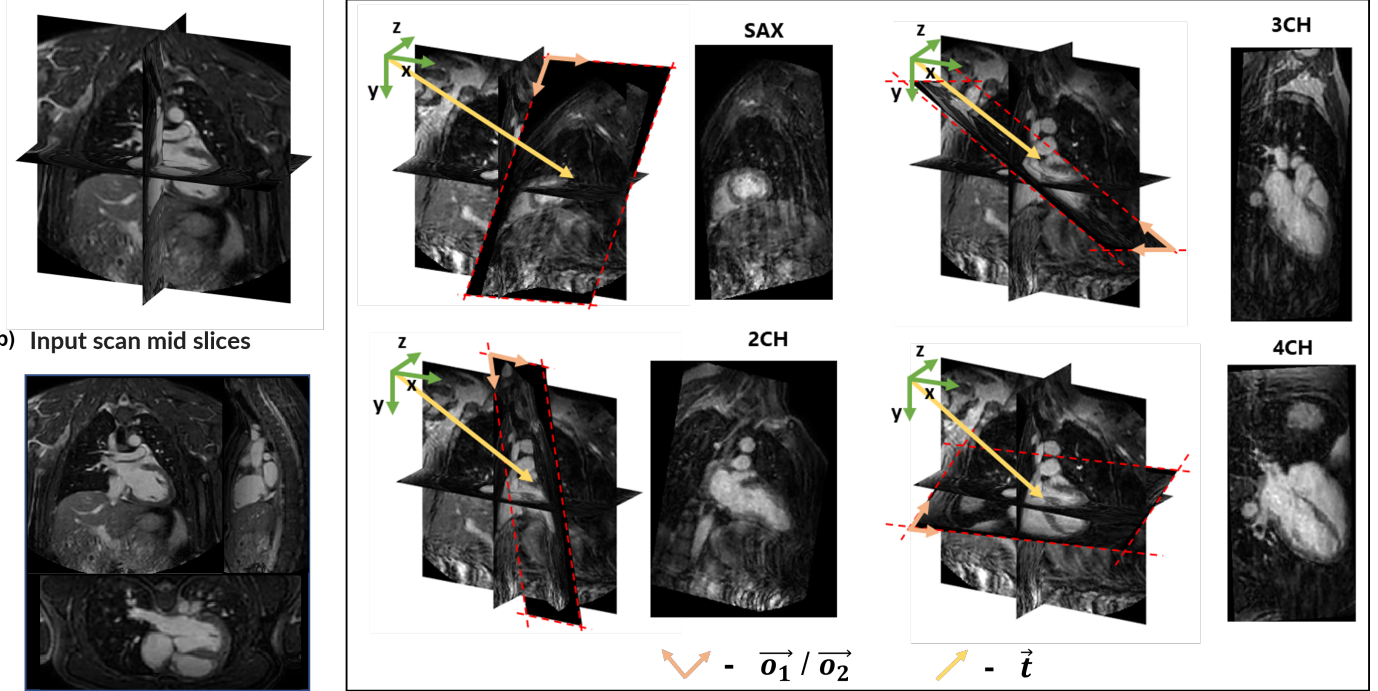 z
x
y
SAX
z
x
y
3CH
b) Input scan mid slices
z
x
y
2CH
z
x
y
4CH
- o₁⃗ / o₂⃗
- t⃗